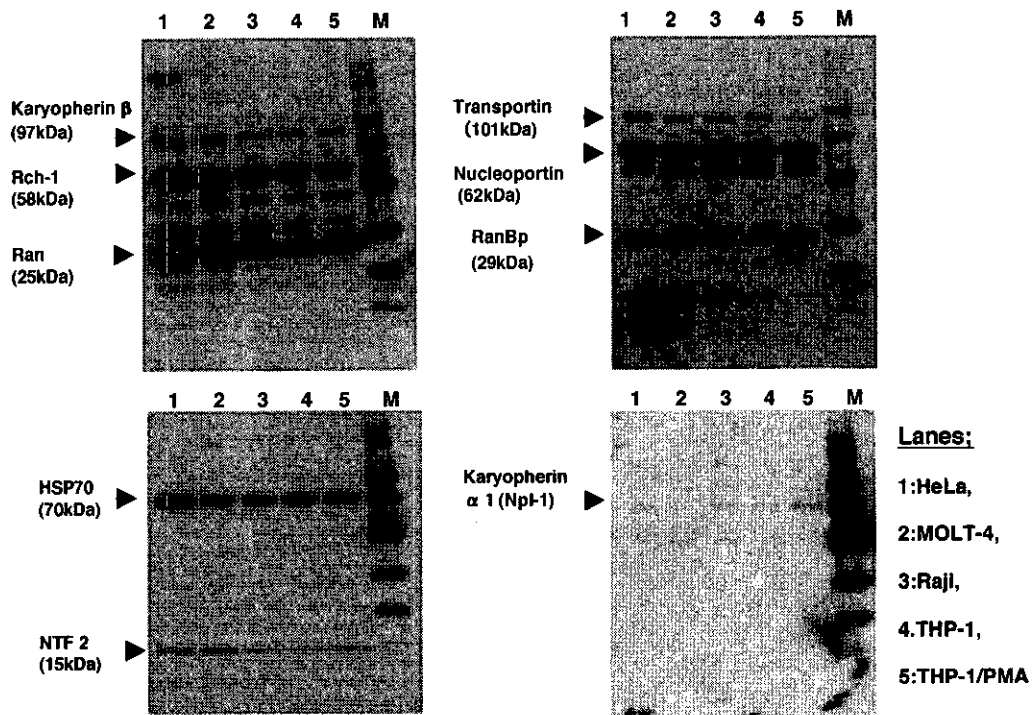 1 2 3 4 5 M
Karyopherin β
(97kDa)
Rch-1
(58kDa)
Ran
(25kDa)
1 2 3 4 5 M
Transportin
(101kDa)
Nucleoportin
(62kDa)
RanBp
(29kDa)
1 2 3 4 5 M
HSP70
(70kDa)
NTF 2
(15kDa)
1 2 3 4 5 M
Karyopherin
α 1 (NpI-1)
Lanes;
1:HeLa,
2:MOLT-4,
3:Raji,
4.THP-1,
5:THP-1/PMA